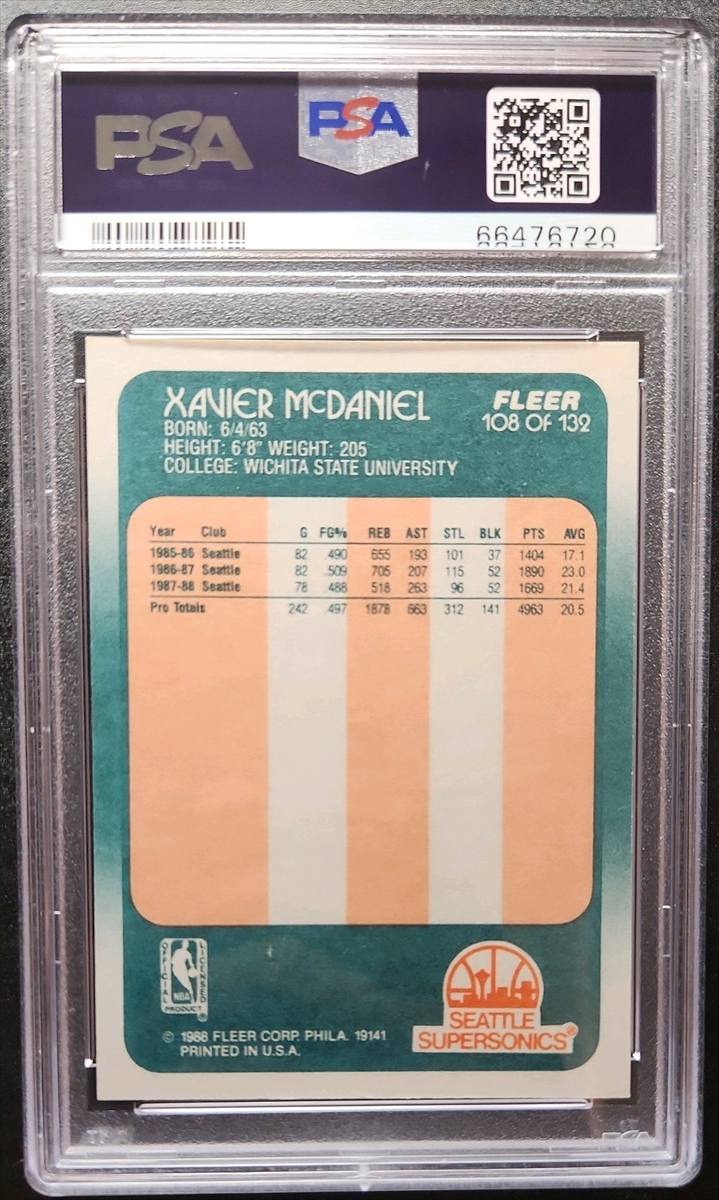 PSA
PSA
66476720
XAVIER McDANIEL
FLEER
108 OF 132
BORN: 6/4/63
HEIGHT: 6'8" WEIGHT: 205
COLLEGE: WICHITA STATE UNIVERSITY
Year Club G FG% REB AST STL BLK PTS AVG
1985-86 Seattle 82 .490 655 193 101 37 1404 17.1
1986-87 Seattle 82 .509 705 207 115 52 1890 23.0
1987-88 Seattle 78 .488 518 263 96 52 1669 21.4
Pro Totals 242 .497 1878 663 312 141 4963 20.5
OFFICIAL LICENSED
NBA
PRODUCT ®
SEATTLE
SUPERSONICS®
© 1988 FLEER CORP. PHILA. 19141
PRINTED IN U.S.A.
PSA